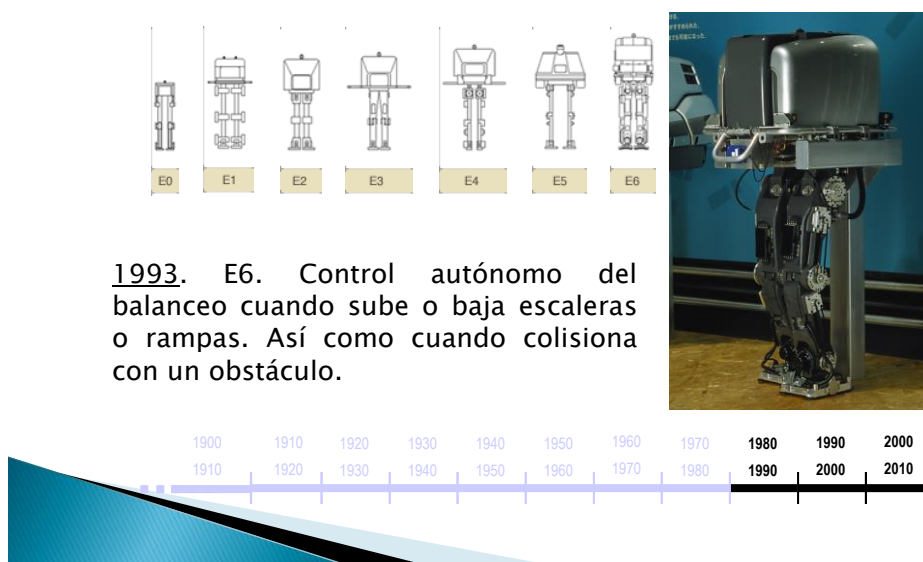 E0 E1 E2 E3 E4 E5 E6
1993. E6. Control autónomo del
balanceo cuando sube o baja escaleras
o rampas. Así como cuando colisiona
con un obstáculo.
1900 1910 1920 1930 1940 1950 1960 1970 1980 1990 2000
1910 1920 1930 1940 1950 1960 1970 1980 1990 2000 2010